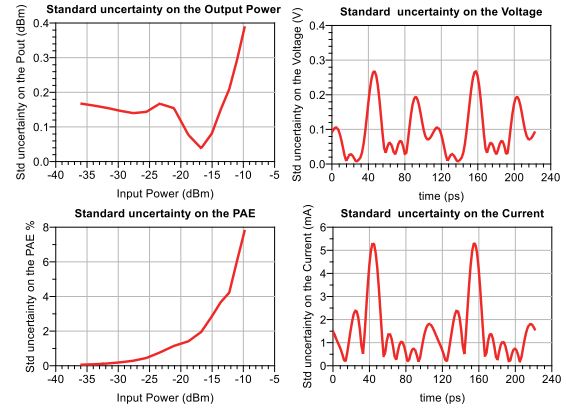 Standard uncertainty on the Output Power
Std uncertainty on the Pout (dBm)
0.4
0.3
0.2
0.1
0.0
-40 -35 -30 -25 -20 -15 -10 -5
Input Power (dBm)
Standard uncertainty on the Voltage
Std uncertainty on the Voltage (V)
0.4
0.3
0.2
0.1
0.0
0 40 80 120 160 200 240
time (ps)
Standard uncertainty on the PAE
Std uncertainty on the PAE %
8
6
4
2
0
-40 -35 -30 -25 -20 -15 -10 -5
Input Power (dBm)
Standard uncertainty on the Current
Std uncertainty on the Current (mA)
6
5
4
3
2
1
0
0 40 80 120 160 200 240
time (ps)